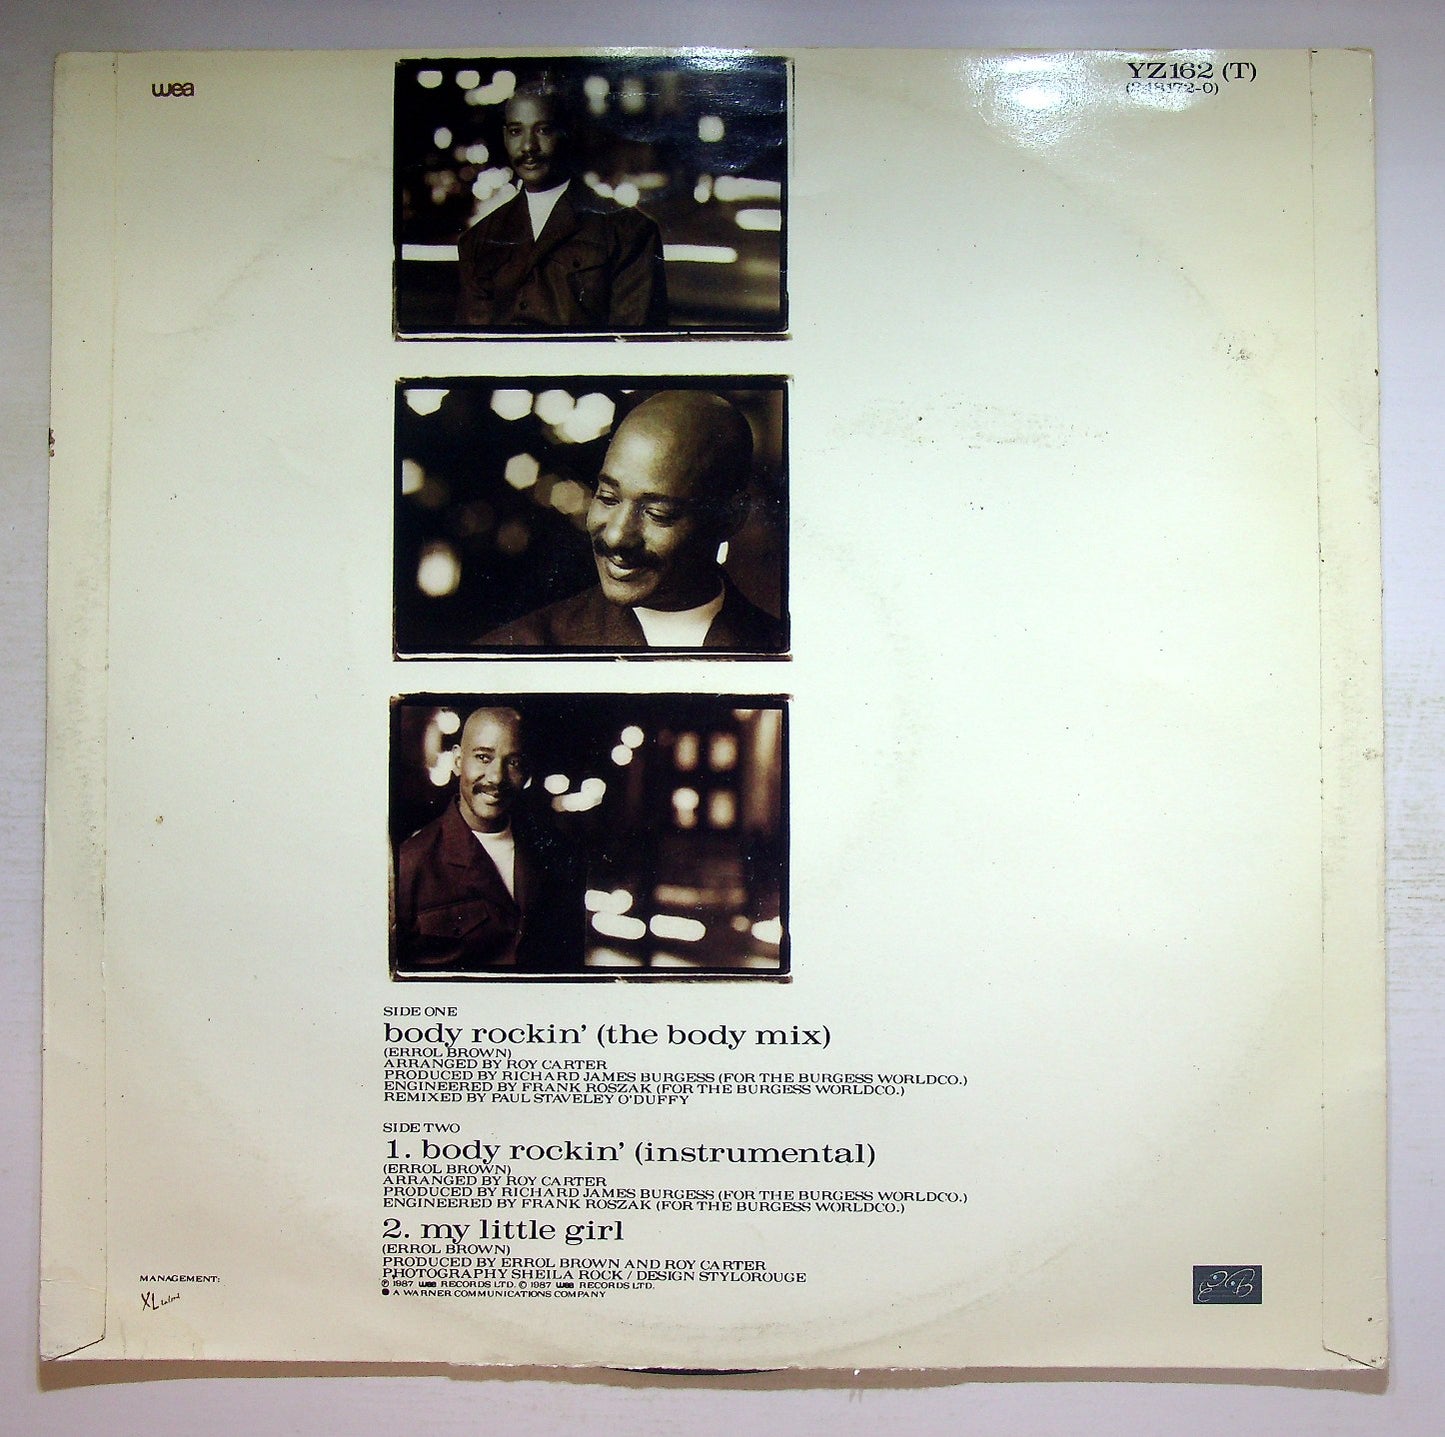 wea
YZ162 (T)
(248172-0)
SIDE ONE
body rockin' (the body mix)
(ERROL BROWN)
ARRANGED BY ROY CARTER
PRODUCED BY RICHARD JAMES BURGESS (FOR THE BURGESS WORLDCO.)
ENGINEERED BY FRANK ROSZAK (FOR THE BURGESS WORLDCO.)
REMIXED BY PAUL STAVELEY O'DUFFY
SIDE TWO
1. body rockin' (instrumental)
(ERROL BROWN)
ARRANGED BY ROY CARTER
PRODUCED BY RICHARD JAMES BURGESS (FOR THE BURGESS WORLDCO.)
ENGINEERED BY FRANK ROSZAK (FOR THE BURGESS WORLDCO.)
2. my little girl
(ERROL BROWN)
PRODUCED BY ERROL BROWN AND ROY CARTER
PHOTOGRAPHY SHEILA ROCK / DESIGN STYLOROUGE
℗ 1987 wea RECORDS LTD. © 1987 wea RECORDS LTD.
A WARNER COMMUNICATIONS COMPANY
MANAGEMENT:
XL
EB